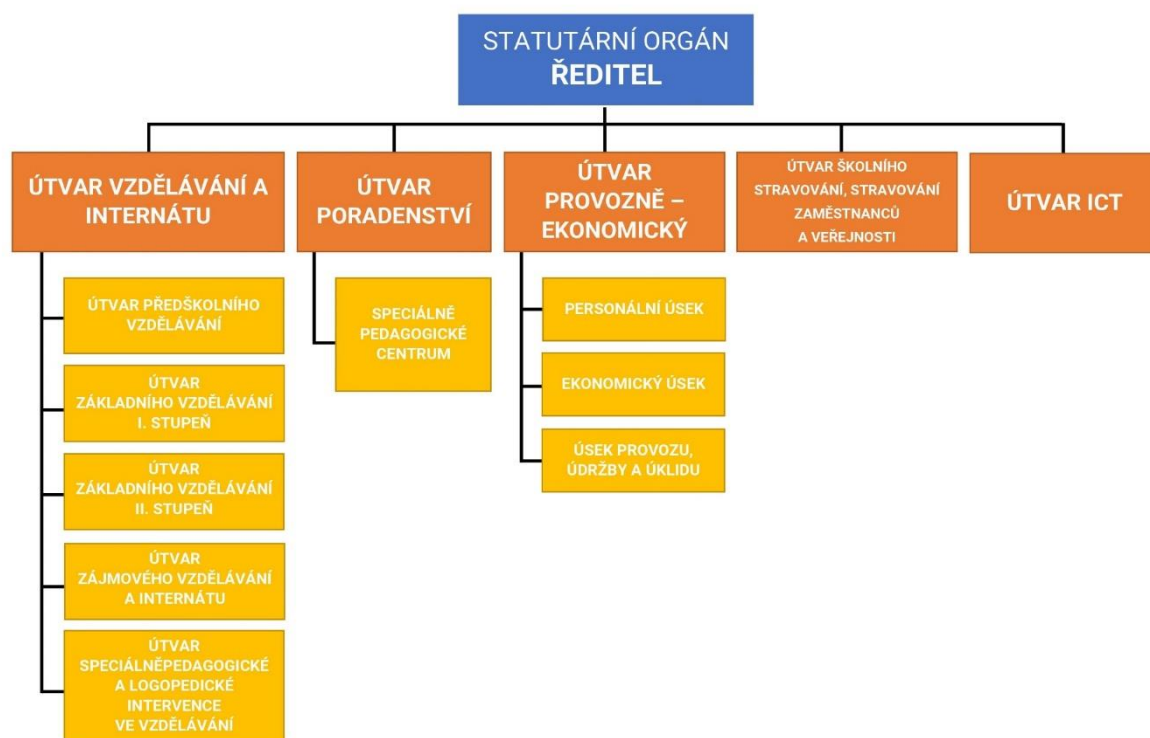 STATUTÁRNÍ ORGÁN
ŘEDITEL
ÚTVAR VZDĚLÁVÁNÍ A
INTERNÁTU
ÚTVAR
PORADENSTVÍ
ÚTVAR
PROVOZNĚ –
EKONOMICKÝ
ÚTVAR ŠKOLNÍHO
STRAVOVÁNÍ, STRAVOVÁNÍ
ZAMĚSTNANCŮ
A VEŘEJNOSTI
ÚTVAR ICT
ÚTVAR PŘEDŠKOLNÍHO
VZDĚLÁVÁNÍ
ÚTVAR
ZÁKLADNÍHO VZDĚLÁVÁNÍ
I. STUPEŇ
ÚTVAR
ZÁKLADNÍHO VZDĚLÁVÁNÍ
II. STUPEŇ
ÚTVAR
ZÁJMOVÉHO VZDĚLÁVÁNÍ
A INTERNÁTU
ÚTVAR
SPECIÁLNĚPEDAGOGICKÉ
A LOGOPEDICKÉ
INTERVENCE
VE VZDĚLÁVÁNÍ
SPECIÁLNĚ
PEDAGOGICKÉ
CENTRUM
PERSONÁLNÍ ÚSEK
EKONOMICKÝ ÚSEK
ÚSEK PROVOZU,
ÚDRŽBY A ÚKLIDU